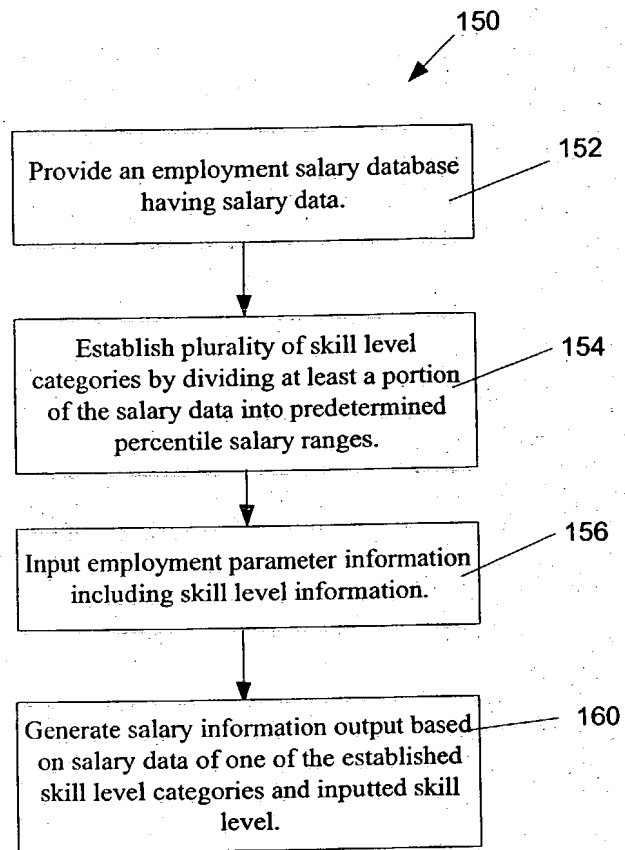 150
Provide an employment salary database
having salary data.
152
Establish plurality of skill level
categories by dividing at least a portion
of the salary data into predetermined
percentile salary ranges.
154
Input employment parameter information
including skill level information.
156
Generate salary information output based
on salary data of one of the established
skill level categories and inputted skill
level.
160